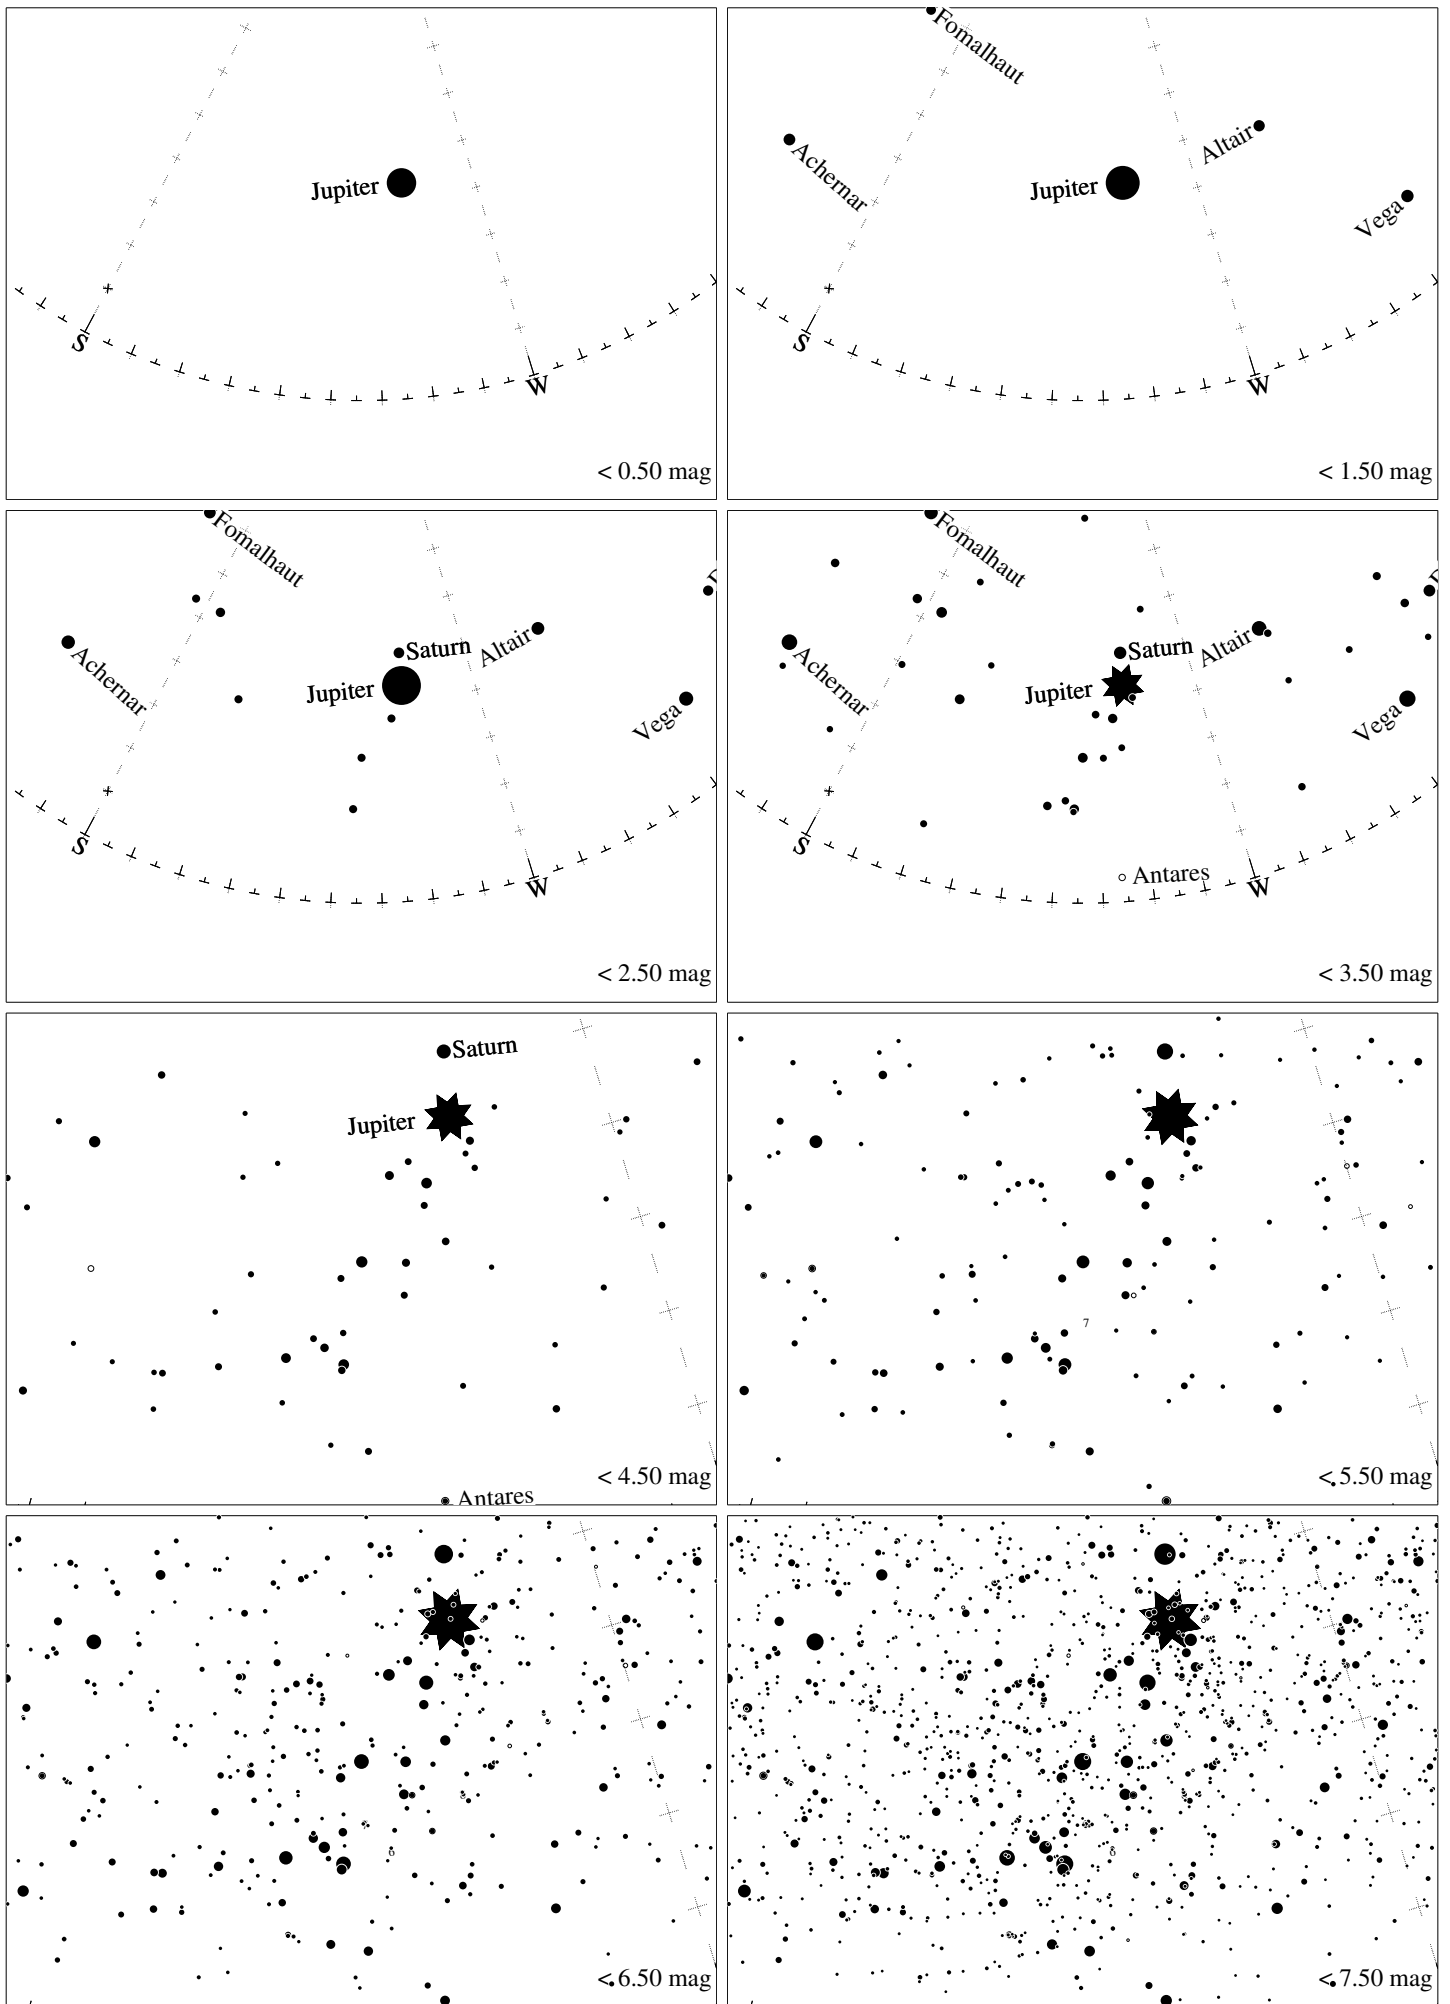 Jupiter
S
W
< 0.50 mag
Fomalhaut
Achernar
Altair
Jupiter
Vega
S
W
< 1.50 mag
Fomalhaut
Achernar
Saturn
Altair
Jupiter
Vega
S
W
< 2.50 mag
Fomalhaut
Achernar
Saturn
Altair
Jupiter
Vega
S
Antares
W
< 3.50 mag
Saturn
Jupiter
< 4.50 mag
Antares
7
< 5.50 mag
6
< 6.50 mag
6
< 7.50 mag